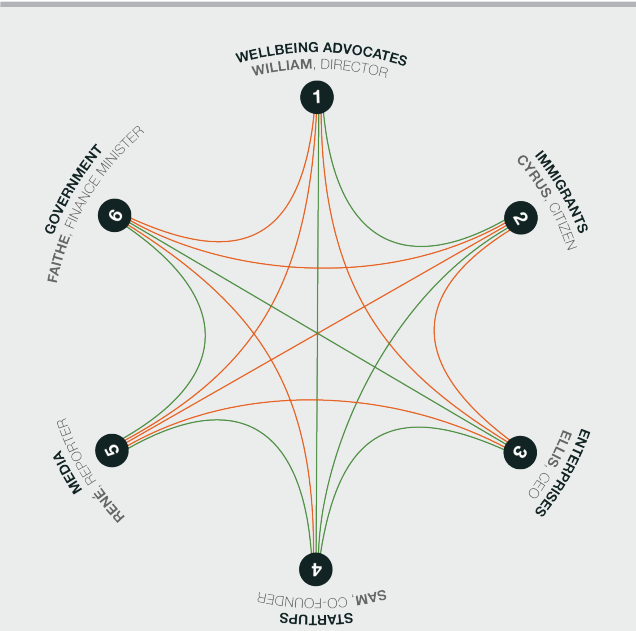 WELLBEING ADVOCATES
WILLIAM, DIRECTOR
1
IMMIGRANTS
CYRUS, CITIZEN
2
ENTERPRISES
ELLIS, CEO
3
STARTUPS
SAM, CO-FOUNDER
4
MEDIA
RENÉ, REPORTER
5
GOVERNMENT
FAITHE, FINANCE MINISTER
6